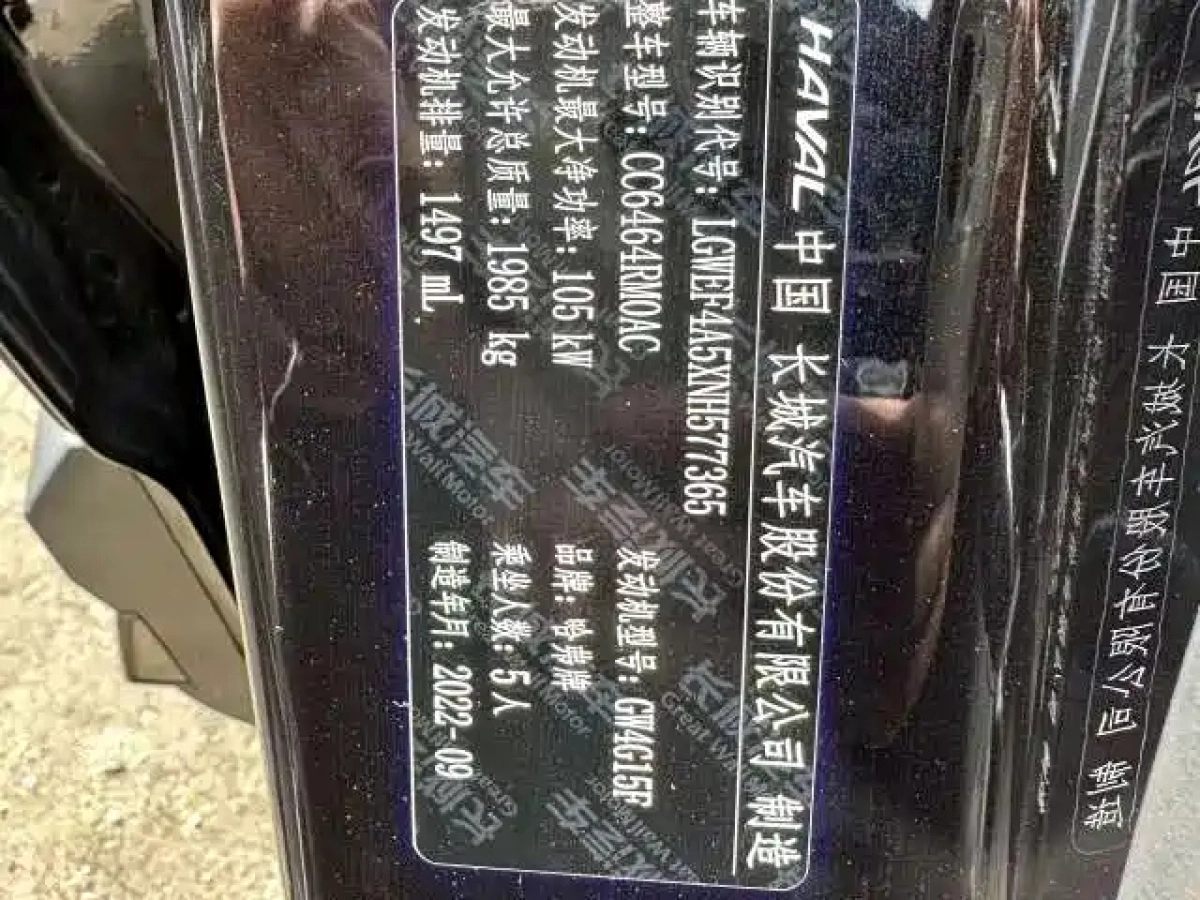 HAVAL 中国 长城汽车股份有限公司 制造
车辆识别代号: LGWEF4A5XNH577365
整车型号: CC6464RM0AC 发动机型号: GW4G15F
发动机最大净功率: 105 kW 品牌: 哈弗牌
最大允许总质量: 1985 kg 乘坐人数: 5人
发动机排量: 1497 mL 制造年月: 2022-09